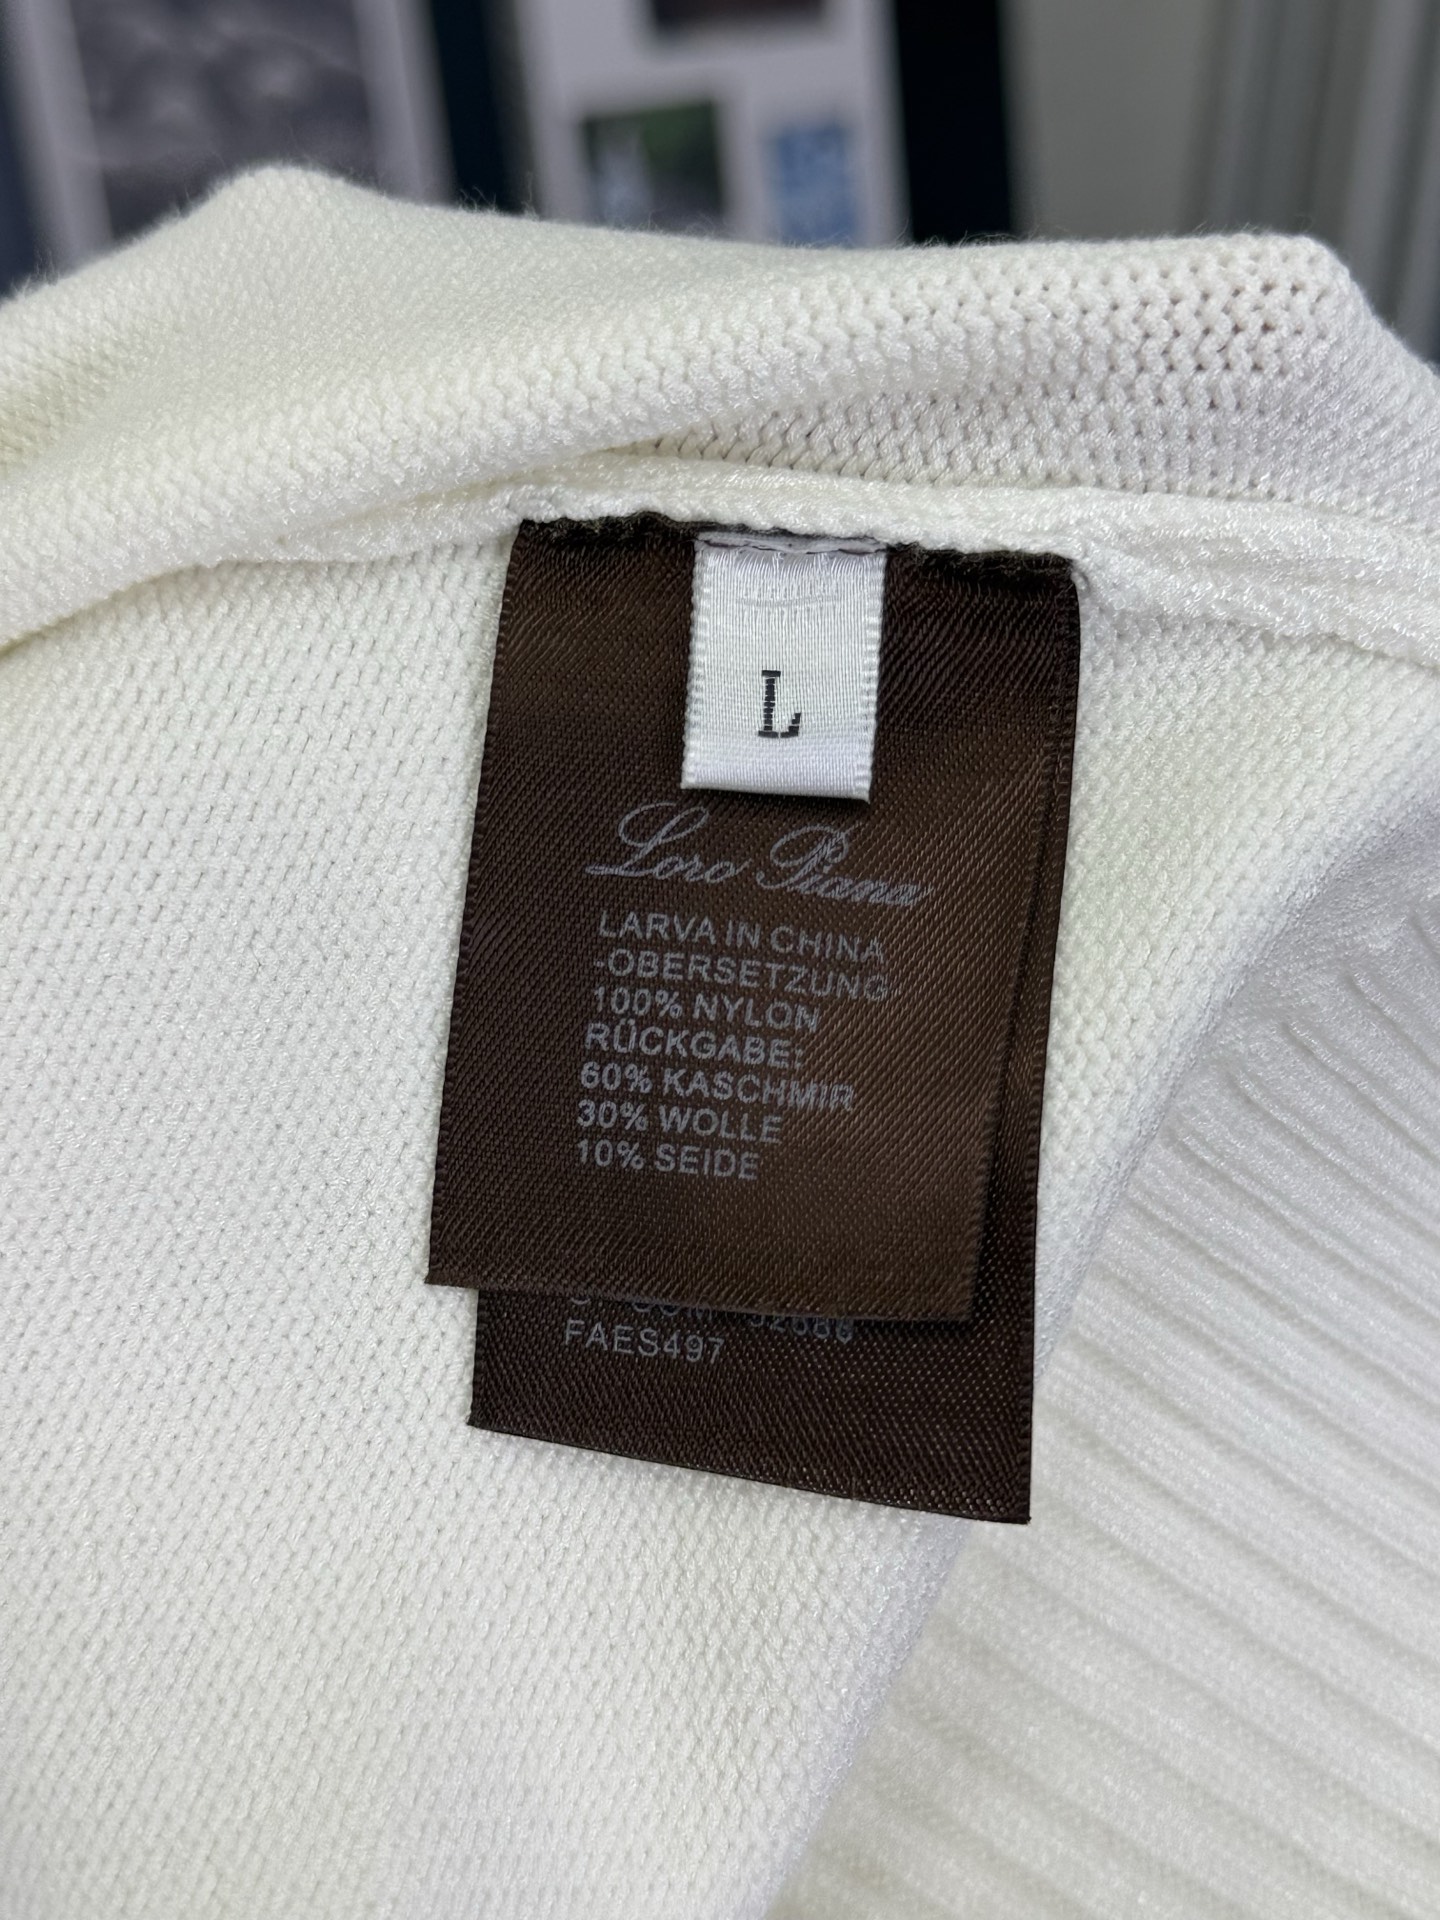 L
Loro Piana
LARVA IN CHINA
-OBERSETZUNG
100% NYLON
RÜCKGABE:
60% KASCHMIR
30% WOLLE
10% SEIDE
FAES497